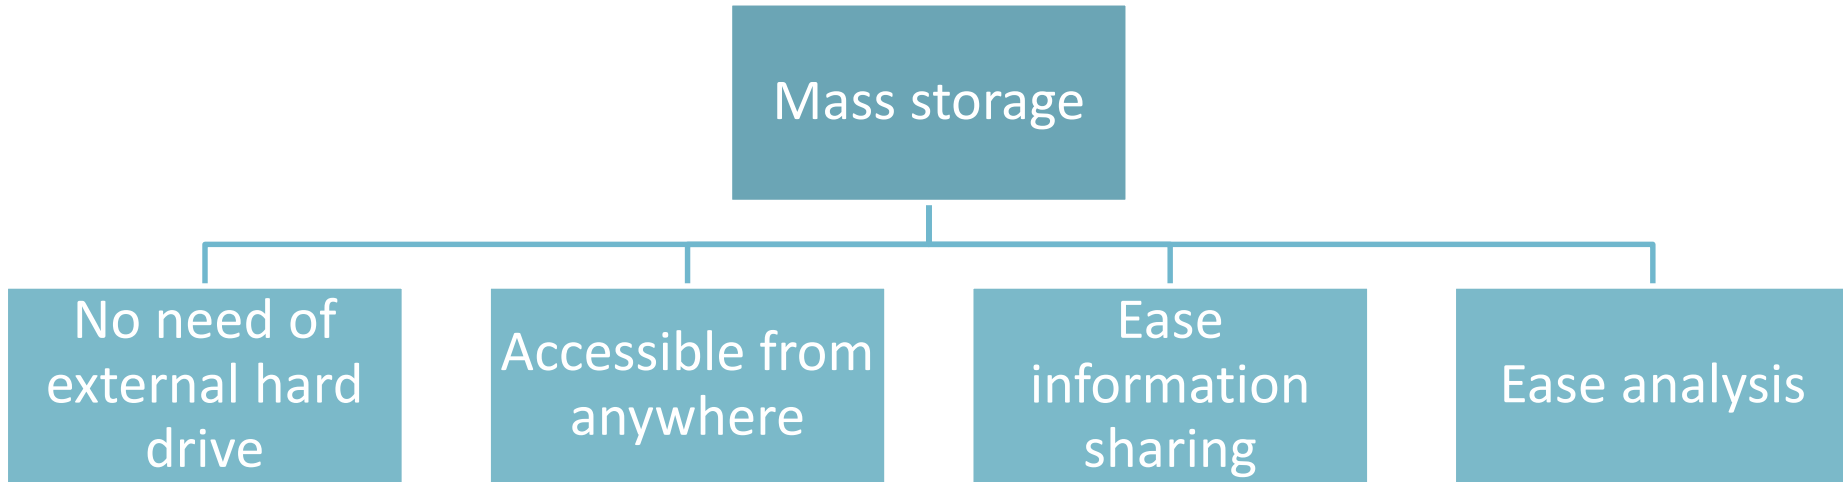 Mass storage
No need of
external hard
drive
Accessible from
anywhere
Ease
information
sharing
Ease analysis